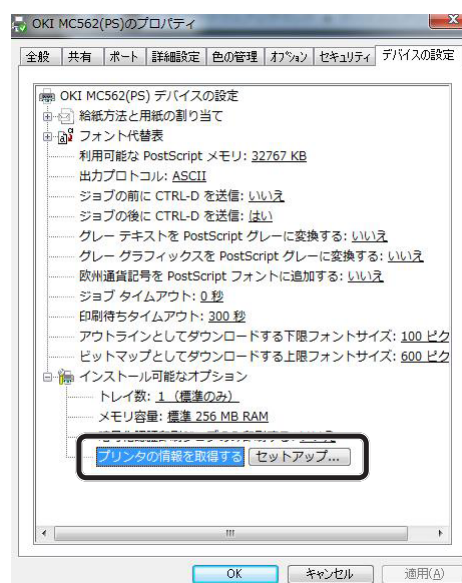 OKI MC562(PS)のプロパティ
全般 共有 ポート 詳細設定 色の管理 オプション セキュリティ デバイスの設定
OKI MC562(PS) デバイスの設定
給紙方法と用紙の割り当て
フォント代替表
利用可能な PostScript メモリ: 32767 KB
出力プロトコル: ASCII
ジョブの前に CTRL-D を送信: いいえ
ジョブの後に CTRL-D を送信: はい
グレー テキストを PostScript グレーに変換する: いいえ
グレー グラフィックスを PostScript グレーに変換する: いいえ
欧州通貨記号を PostScript フォントに追加する: いいえ
ジョブ タイムアウト: 0 秒
印刷待ちタイムアウト: 300 秒
アウトラインとしてダウンロードする下限フォントサイズ: 100 ピク
ビットマップとしてダウンロードする上限フォントサイズ: 600 ピク
インストール可能なオプション
トレイ数: 1 (標準のみ)
メモリ容量: 標準 256 MB RAM
プリンタの情報を取得する セットアップ...
OK キャンセル 適用(A)